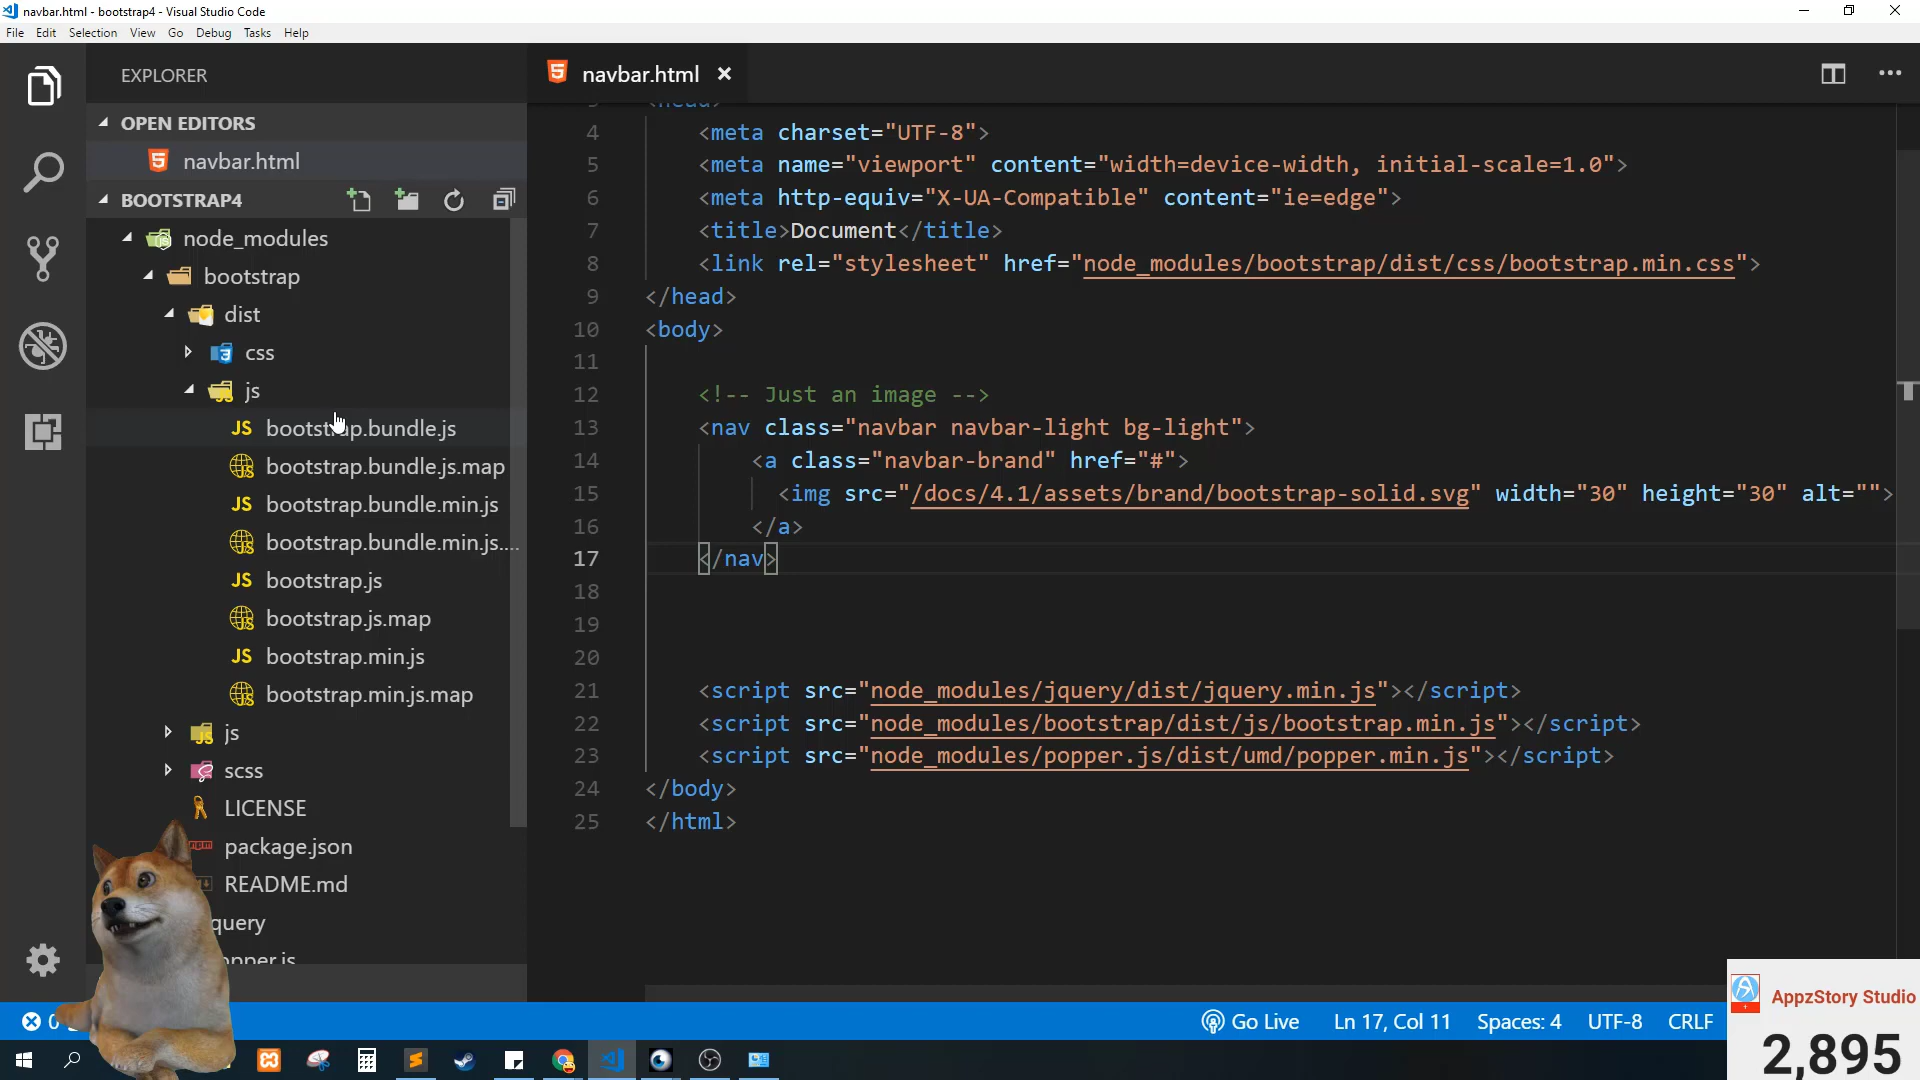 navbar.html - bootstrap4 - Visual Studio Code
File Edit Selection View Go Debug Tasks Help
EXPLORER
OPEN EDITORS
navbar.html
BOOTSTRAP4
node_modules
bootstrap
dist
css
js
JS bootstrap.bundle.js
bootstrap.bundle.js.map
JS bootstrap.bundle.min.js
bootstrap.bundle.min.js....
JS bootstrap.js
bootstrap.js.map
JS bootstrap.min.js
bootstrap.min.js.map
js
scss
LICENSE
package.json
README.md
query
opper.js
navbar.html
<head>
4 <meta charset="UTF-8">
5 <meta name="viewport" content="width=device-width, initial-scale=1.0">
6 <meta http-equiv="X-UA-Compatible" content="ie=edge">
7 <title>Document</title>
8 <link rel="stylesheet" href="node_modules/bootstrap/dist/css/bootstrap.min.css">
9 </head>
10 <body>
11
12 <!-- Just an image -->
13 <nav class="navbar navbar-light bg-light">
14 <a class="navbar-brand" href="#">
15 <img src="/docs/4.1/assets/brand/bootstrap-solid.svg" width="30" height="30" alt="">
16 </a>
17 </nav>
18
19
20
21 <script src="node_modules/jquery/dist/jquery.min.js"></script>
22 <script src="node_modules/bootstrap/dist/js/bootstrap.min.js"></script>
23 <script src="node_modules/popper.js/dist/umd/popper.min.js"></script>
24 </body>
25 </html>
0
Go Live Ln 17, Col 11 Spaces: 4 UTF-8 CRLF
AppzStory Studio
2,895